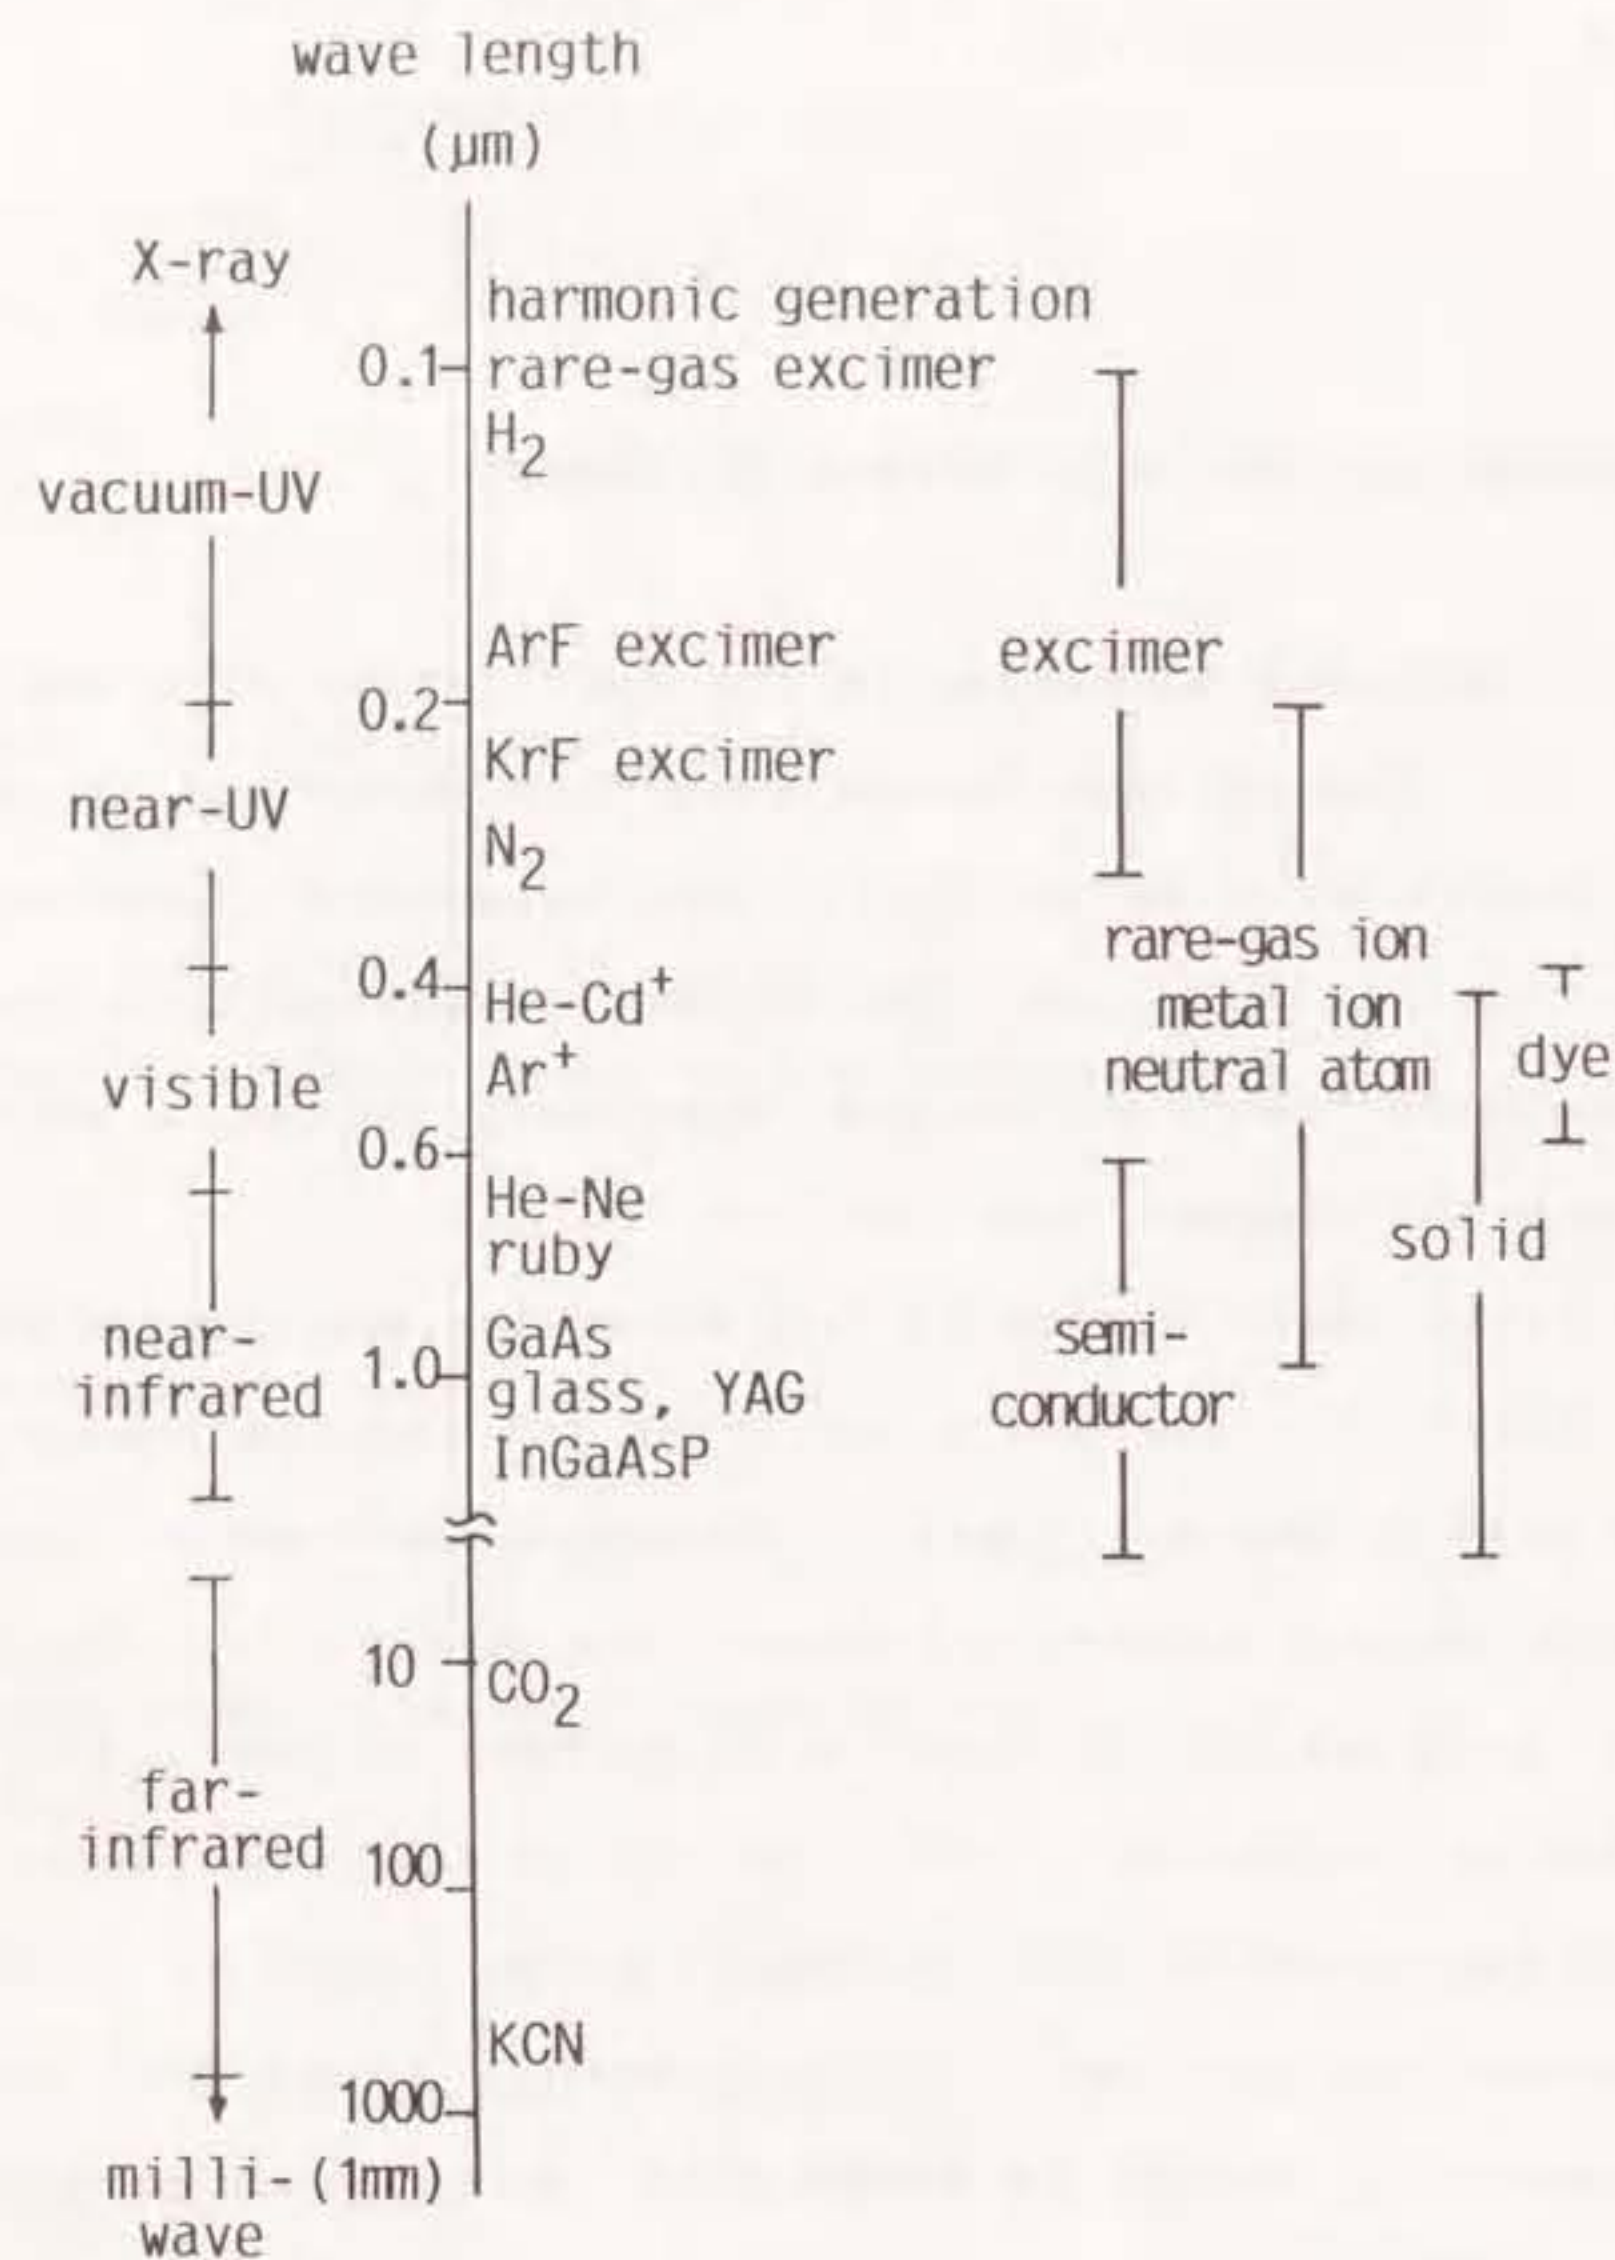 wave length
(μm)
X-ray
harmonic generation
0.1 rare-gas excimer
H2
vacuum-UV
ArF excimer
excimer
0.2
KrF excimer
near-UV
N2
rare-gas ion
0.4
He-Cd+
metal ion
dye
Ar+
neutral atom
visible
0.6
He-Ne
ruby
solid
near-
infrared
GaAs
1.0
glass, YAG
InGaAsP
semi-
conductor
10
CO2
far-
infrared
100
KCN
1000
milli-
wave
(1mm)